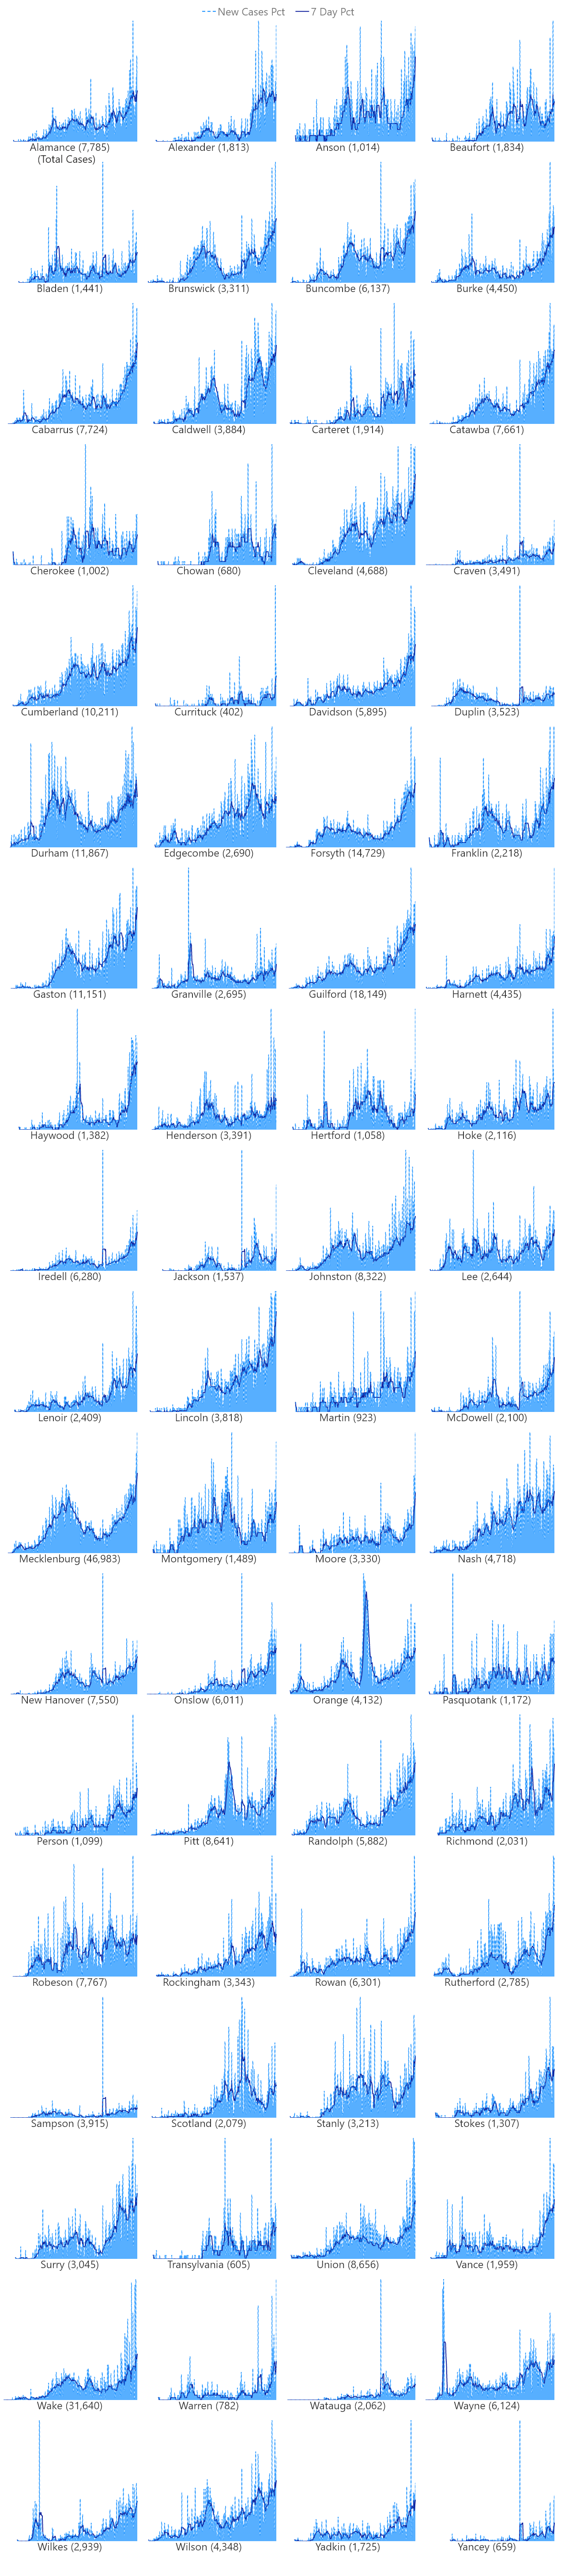 New Cases Pct 7 Day Pct
Alamance (7,785) Alexander (1,813) Anson (1,014) Beaufort (1,834)
(Total Cases)
Bladen (1,441) Brunswick (3,311) Buncombe (6,137) Burke (4,450)
Cabarrus (7,724) Caldwell (3,884) Carteret (1,914) Catawba (7,661)
Cherokee (1,002) Chowan (680) Cleveland (4,688) Craven (3,491)
Cumberland (10,211) Currituck (402) Davidson (5,895) Duplin (3,523)
Durham (11,867) Edgecombe (2,690) Forsyth (14,729) Franklin (2,218)
Gaston (11,151) Granville (2,695) Guilford (18,149) Harnett (4,435)
Haywood (1,382) Henderson (3,391) Hertford (1,058) Hoke (2,116)
Iredell (6,280) Jackson (1,537) Johnston (8,322) Lee (2,644)
Lenoir (2,409) Lincoln (3,818) Martin (923) McDowell (2,100)
Mecklenburg (46,983) Montgomery (1,489) Moore (3,330) Nash (4,718)
New Hanover (7,550) Onslow (6,011) Orange (4,132) Pasquotank (1,172)
Person (1,099) Pitt (8,641) Randolph (5,882) Richmond (2,031)
Robeson (7,767) Rockingham (3,343) Rowan (6,301) Rutherford (2,785)
Sampson (3,915) Scotland (2,079) Stanly (3,213) Stokes (1,307)
Surry (3,045) Transylvania (605) Union (8,656) Vance (1,959)
Wake (31,640) Warren (782) Watauga (2,062) Wayne (6,124)
Wilkes (2,939) Wilson (4,348) Yadkin (1,725) Yancey (659)